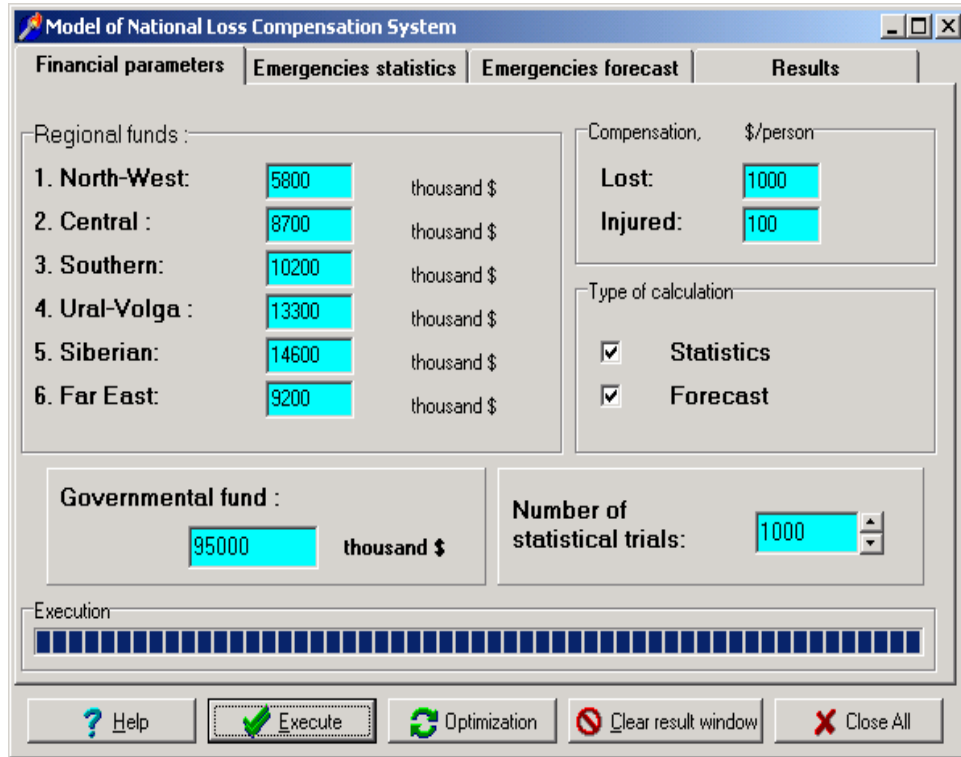 Model of National Loss Compensation System
Financial parameters
Emergencies statistics
Emergencies forecast
Results
Regional funds :
1. North-West: 5800 thousand $
2. Central : 8700 thousand $
3. Southern: 10200 thousand $
4. Ural-Volga : 13300 thousand $
5. Siberian: 14600 thousand $
6. Far East: 9200 thousand $
Compensation, $/person
Lost: 1000
Injured: 100
Type of calculation
Statistics
Forecast
Governmental fund :
95000 thousand $
Number of
statistical trials: 1000
Execution
Help
Execute
Optimization
Clear result window
Close All